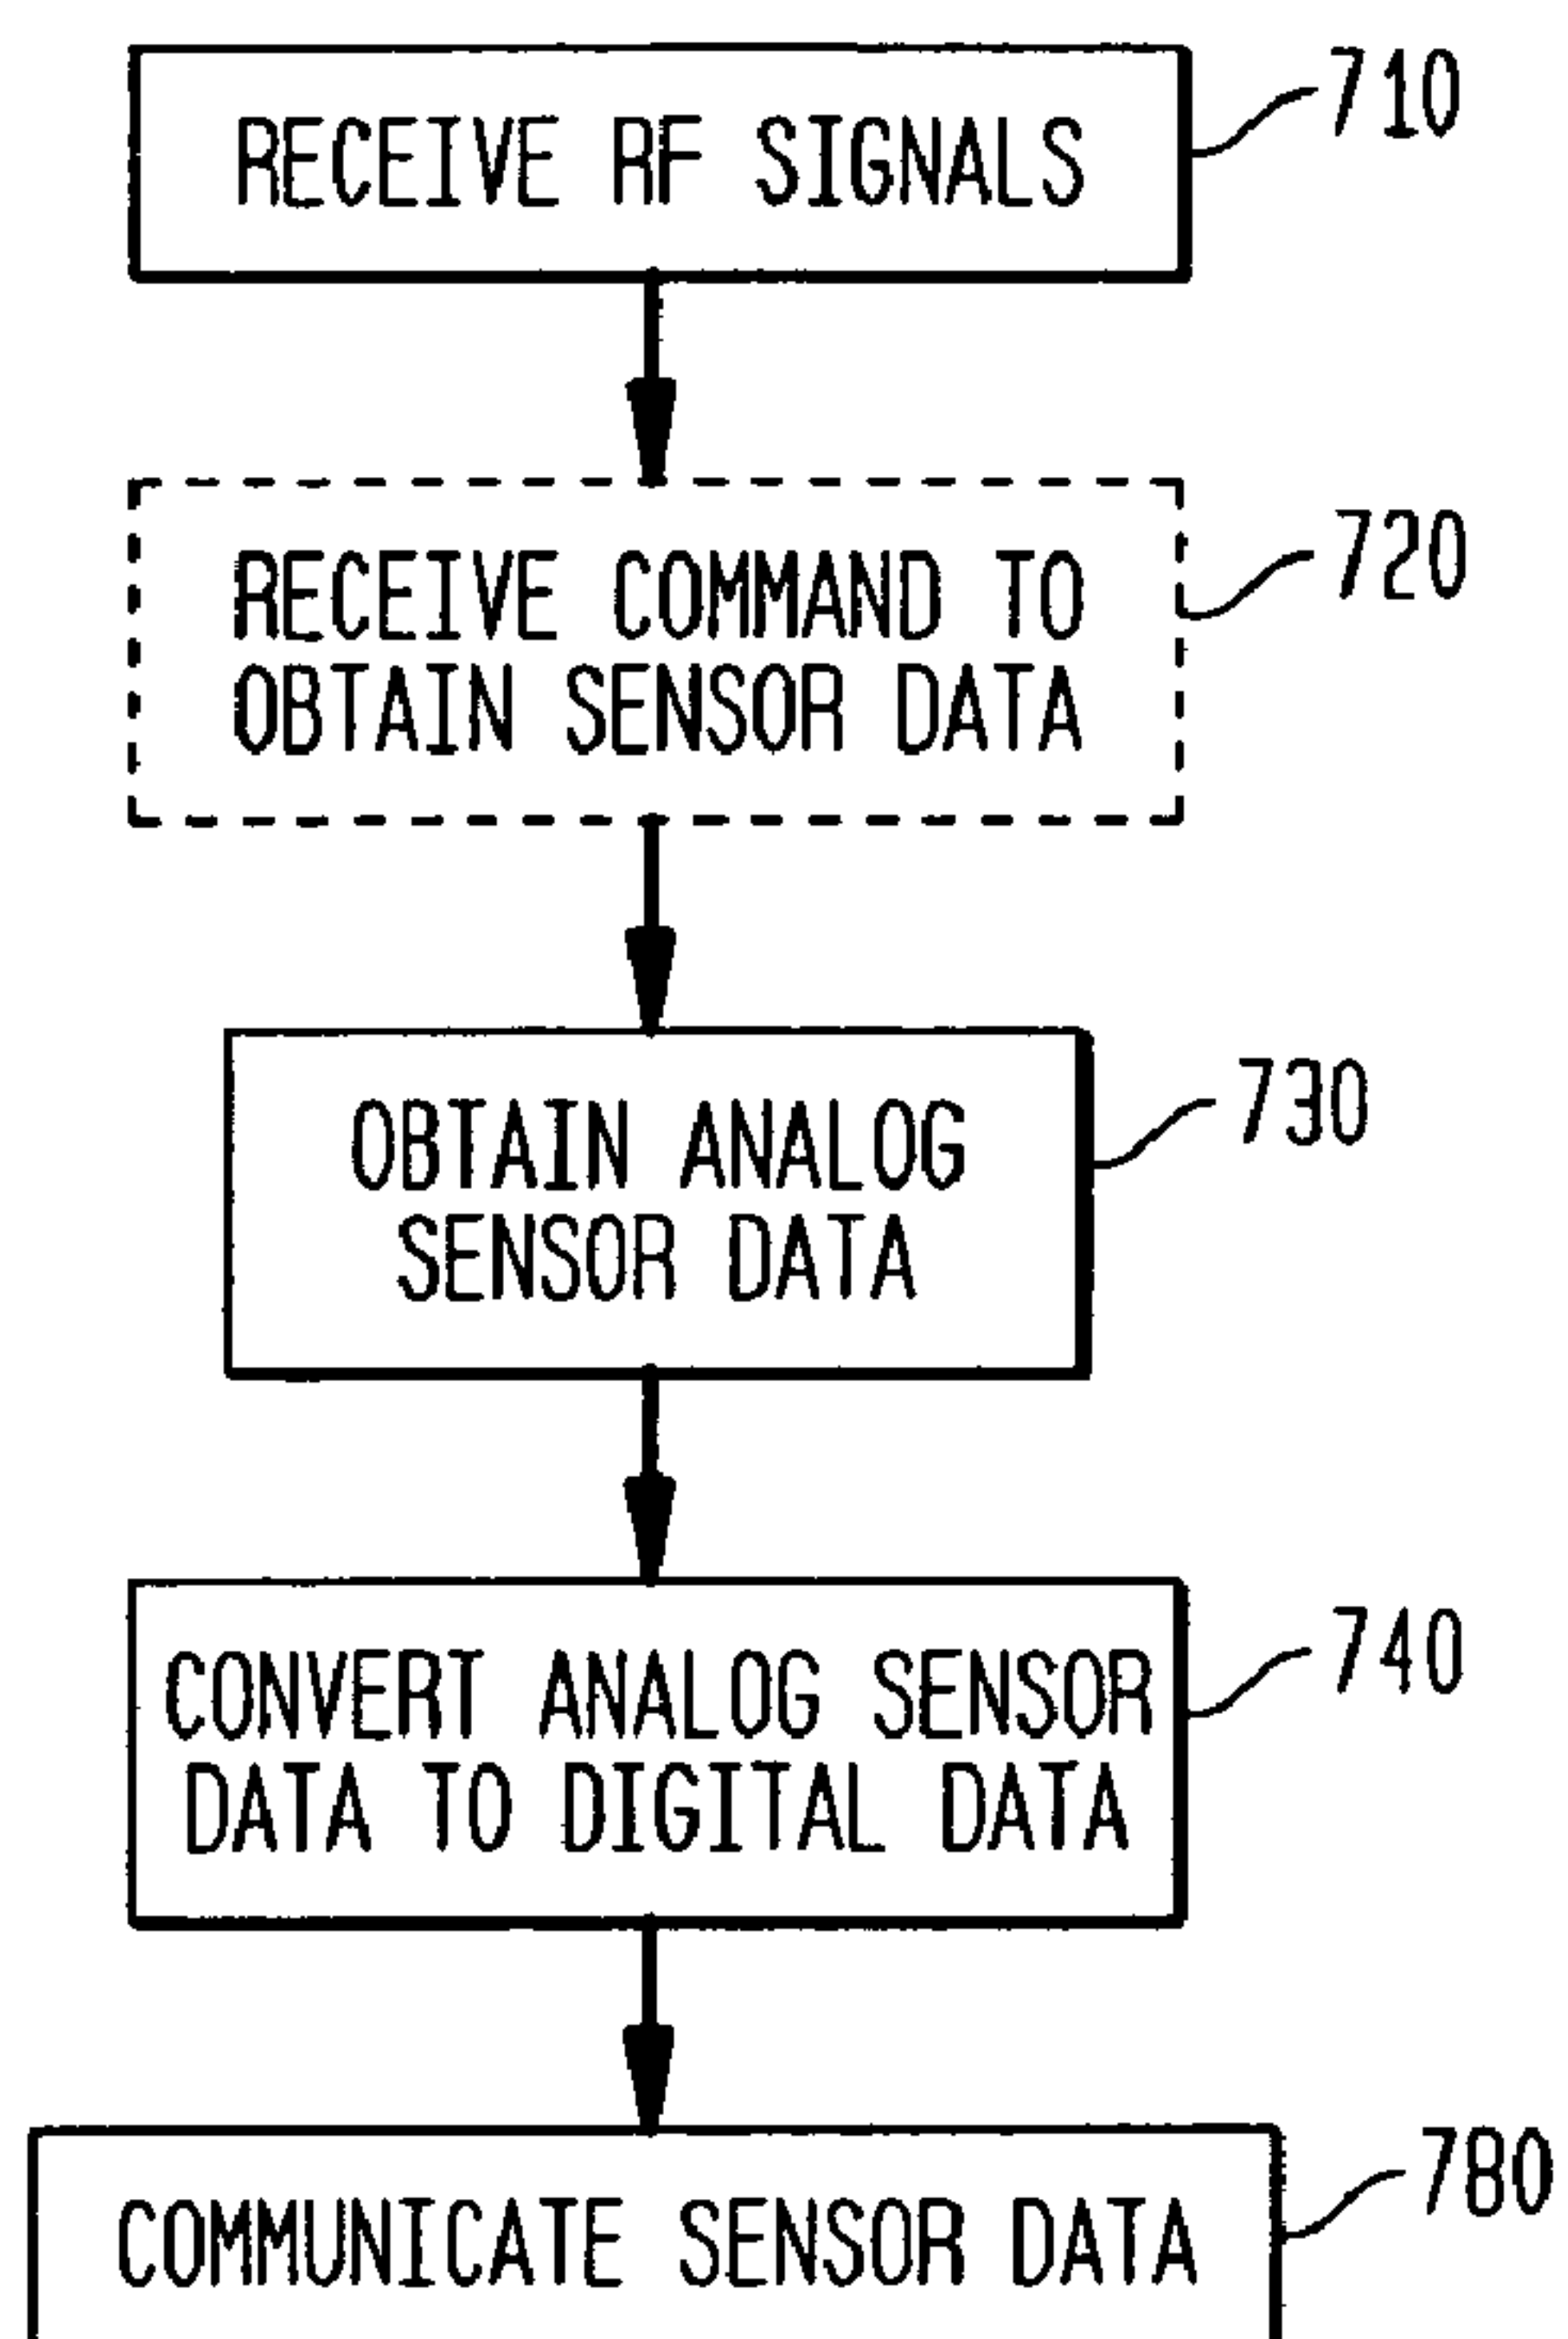 RECEIVE RF SIGNALS
710
RECEIVE COMMAND TO
OBTAIN SENSOR DATA
720
OBTAIN ANALOG
SENSOR DATA
730
CONVERT ANALOG SENSOR
DATA TO DIGITAL DATA
740
COMMUNICATE SENSOR DATA
780